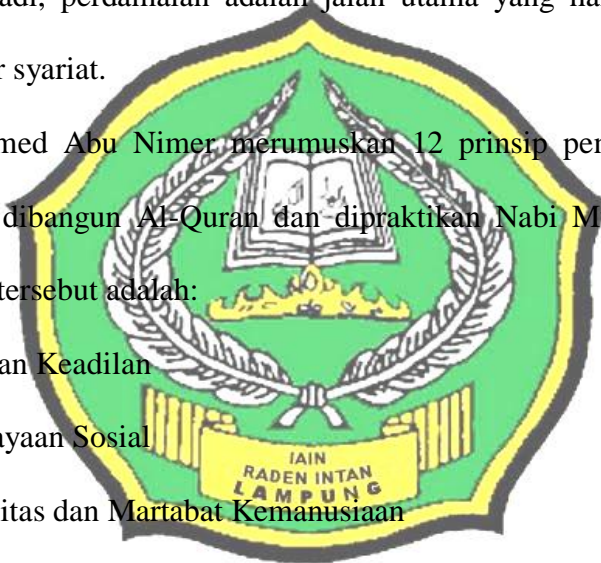 adi, perdamaian adalah jalan utama yang ha
r syariat.
med Abu Nimer merumuskan 12 prinsip per
dibangun Al-Quran dan dipraktikan Nabi M
tersebut adalah:
an Keadilan
ayaan Sosial
itas dan Martabat Kemanusiaan
IAIN
RADEN INTAN
LAMPUNG